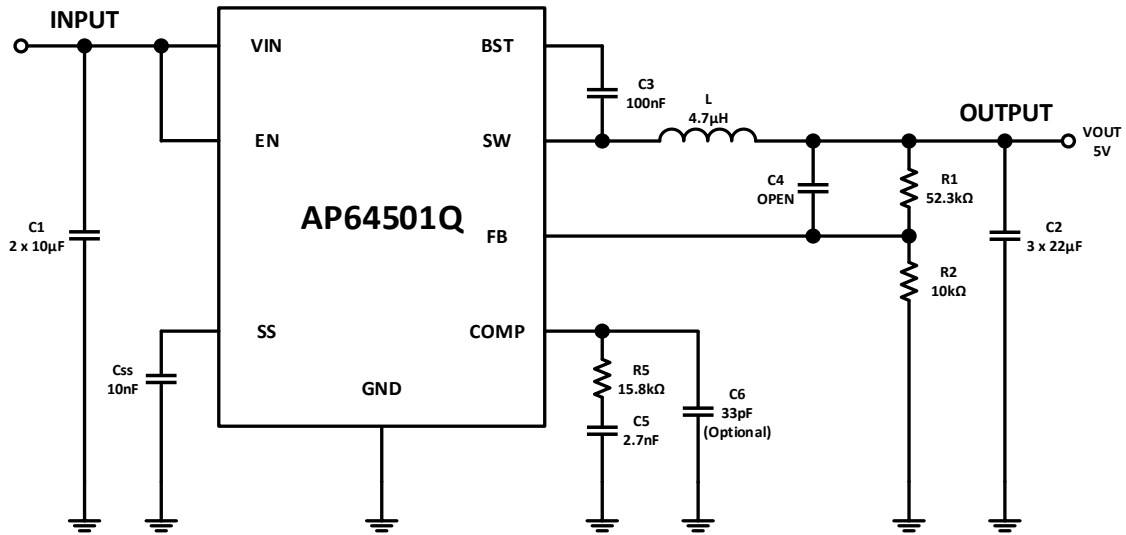 INPUT
VIN
BST
C3
100nF
L
4.7µH
OUTPUT
VOUT
5V
EN
SW
C4
OPEN
R1
52.3kΩ
AP64501Q
C1
2 x 10µF
FB
C2
3 x 22µF
R2
10kΩ
SS
COMP
Css
10nF
GND
R5
15.8kΩ
C6
33pF
(Optional)
C5
2.7nF